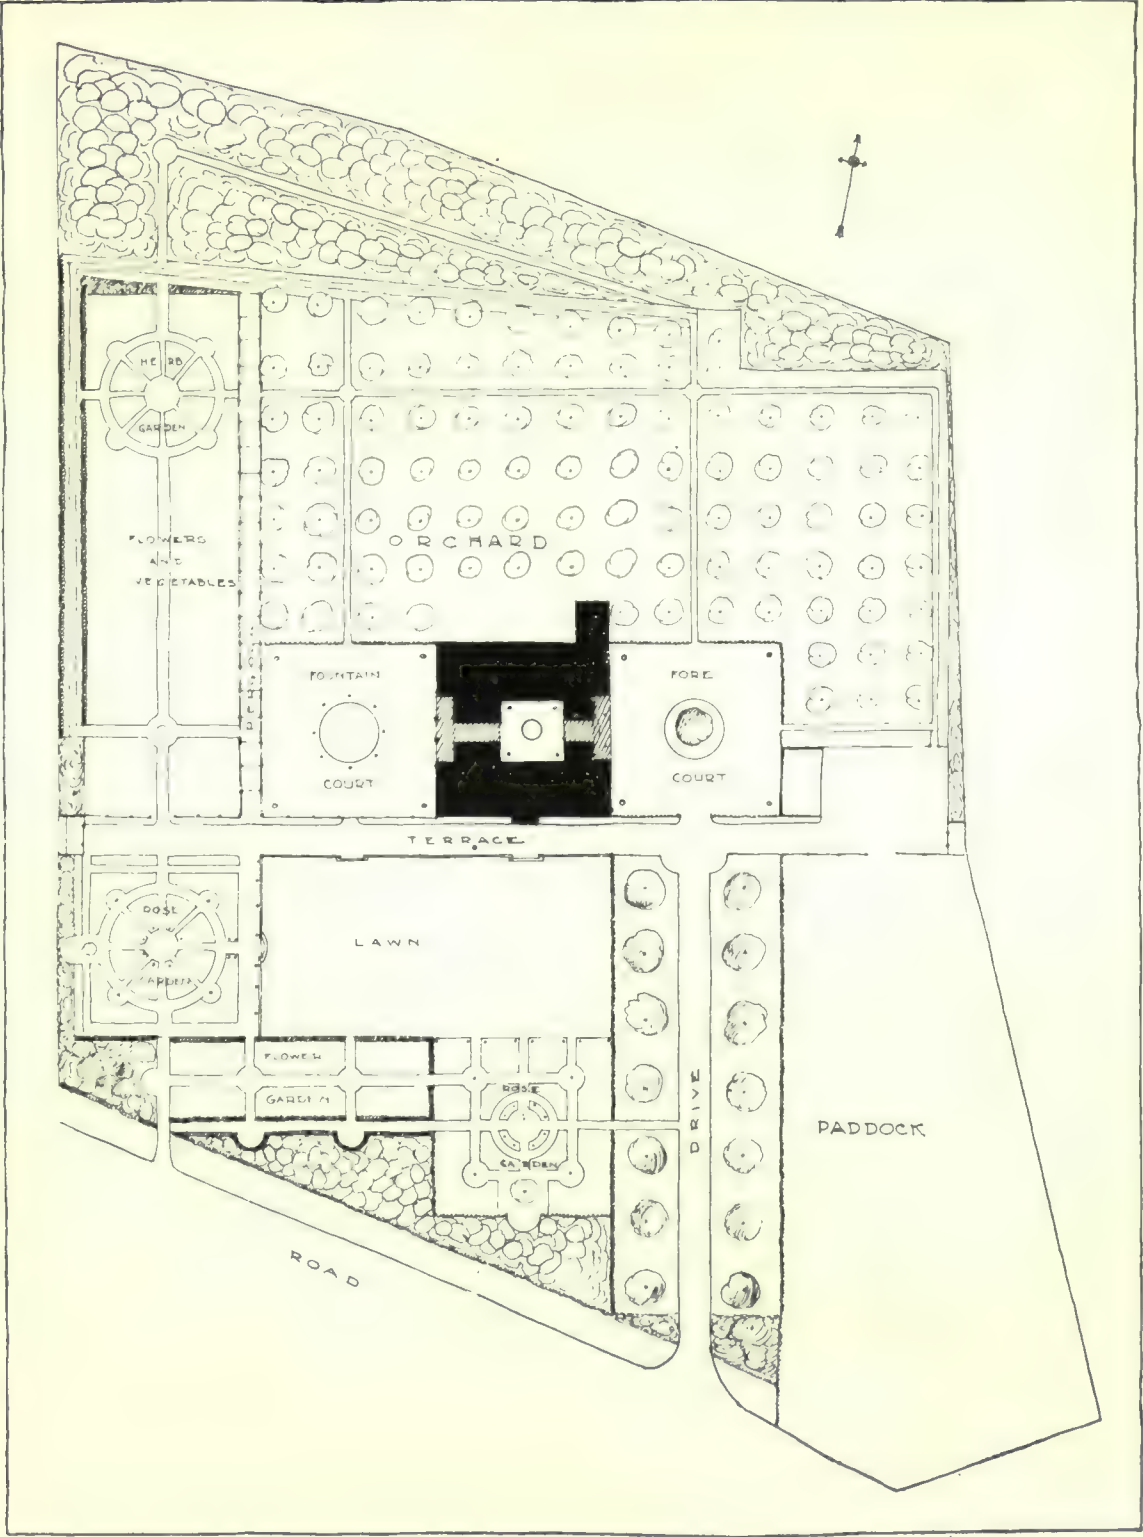 HERB
GARDEN
FLOWERS
AND
VEGETABLES
ORCHARD
PERGOLA
FOUNTAIN
COURT
FORE
COURT
TERRACE
ROSE
GARDEN
LAWN
FLOWER
GARDEN
ROSE
GARDEN
DRIVE
PADDOCK
ROAD